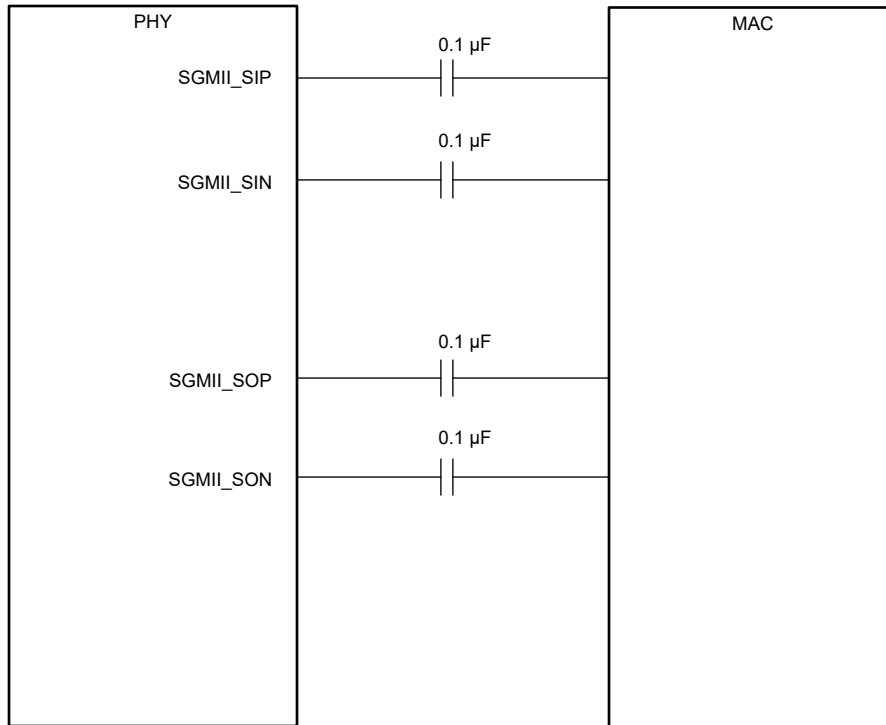 PHY
MAC
0.1 µF
SGMII_SIP
0.1 µF
SGMII_SIN
0.1 µF
SGMII_SOP
0.1 µF
SGMII_SON